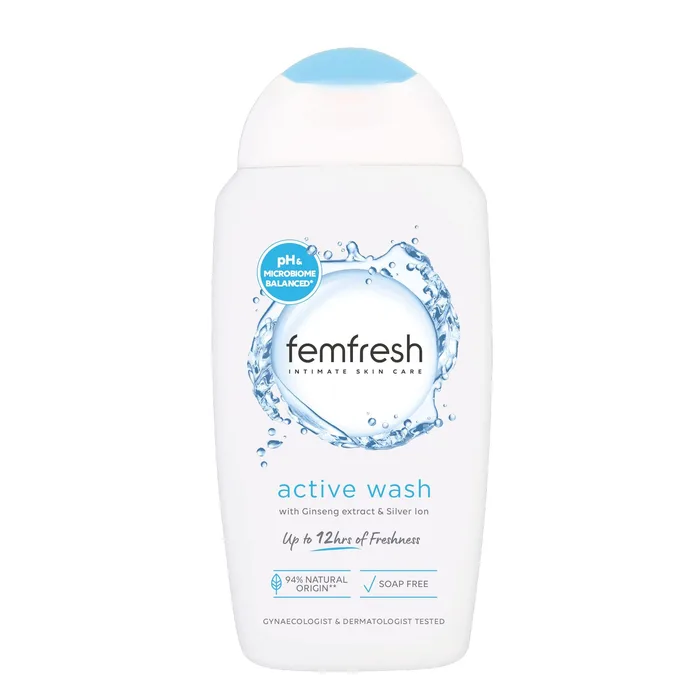 pH &
MICROBIOME
BALANCED*
femfresh
INTIMATE SKIN CARE
active wash
with Ginseng extract & Silver Ion
Up to 12hrs of Freshness
94% NATURAL
ORIGIN**
SOAP FREE
GYNAECOLOGIST & DERMATOLOGIST TESTED